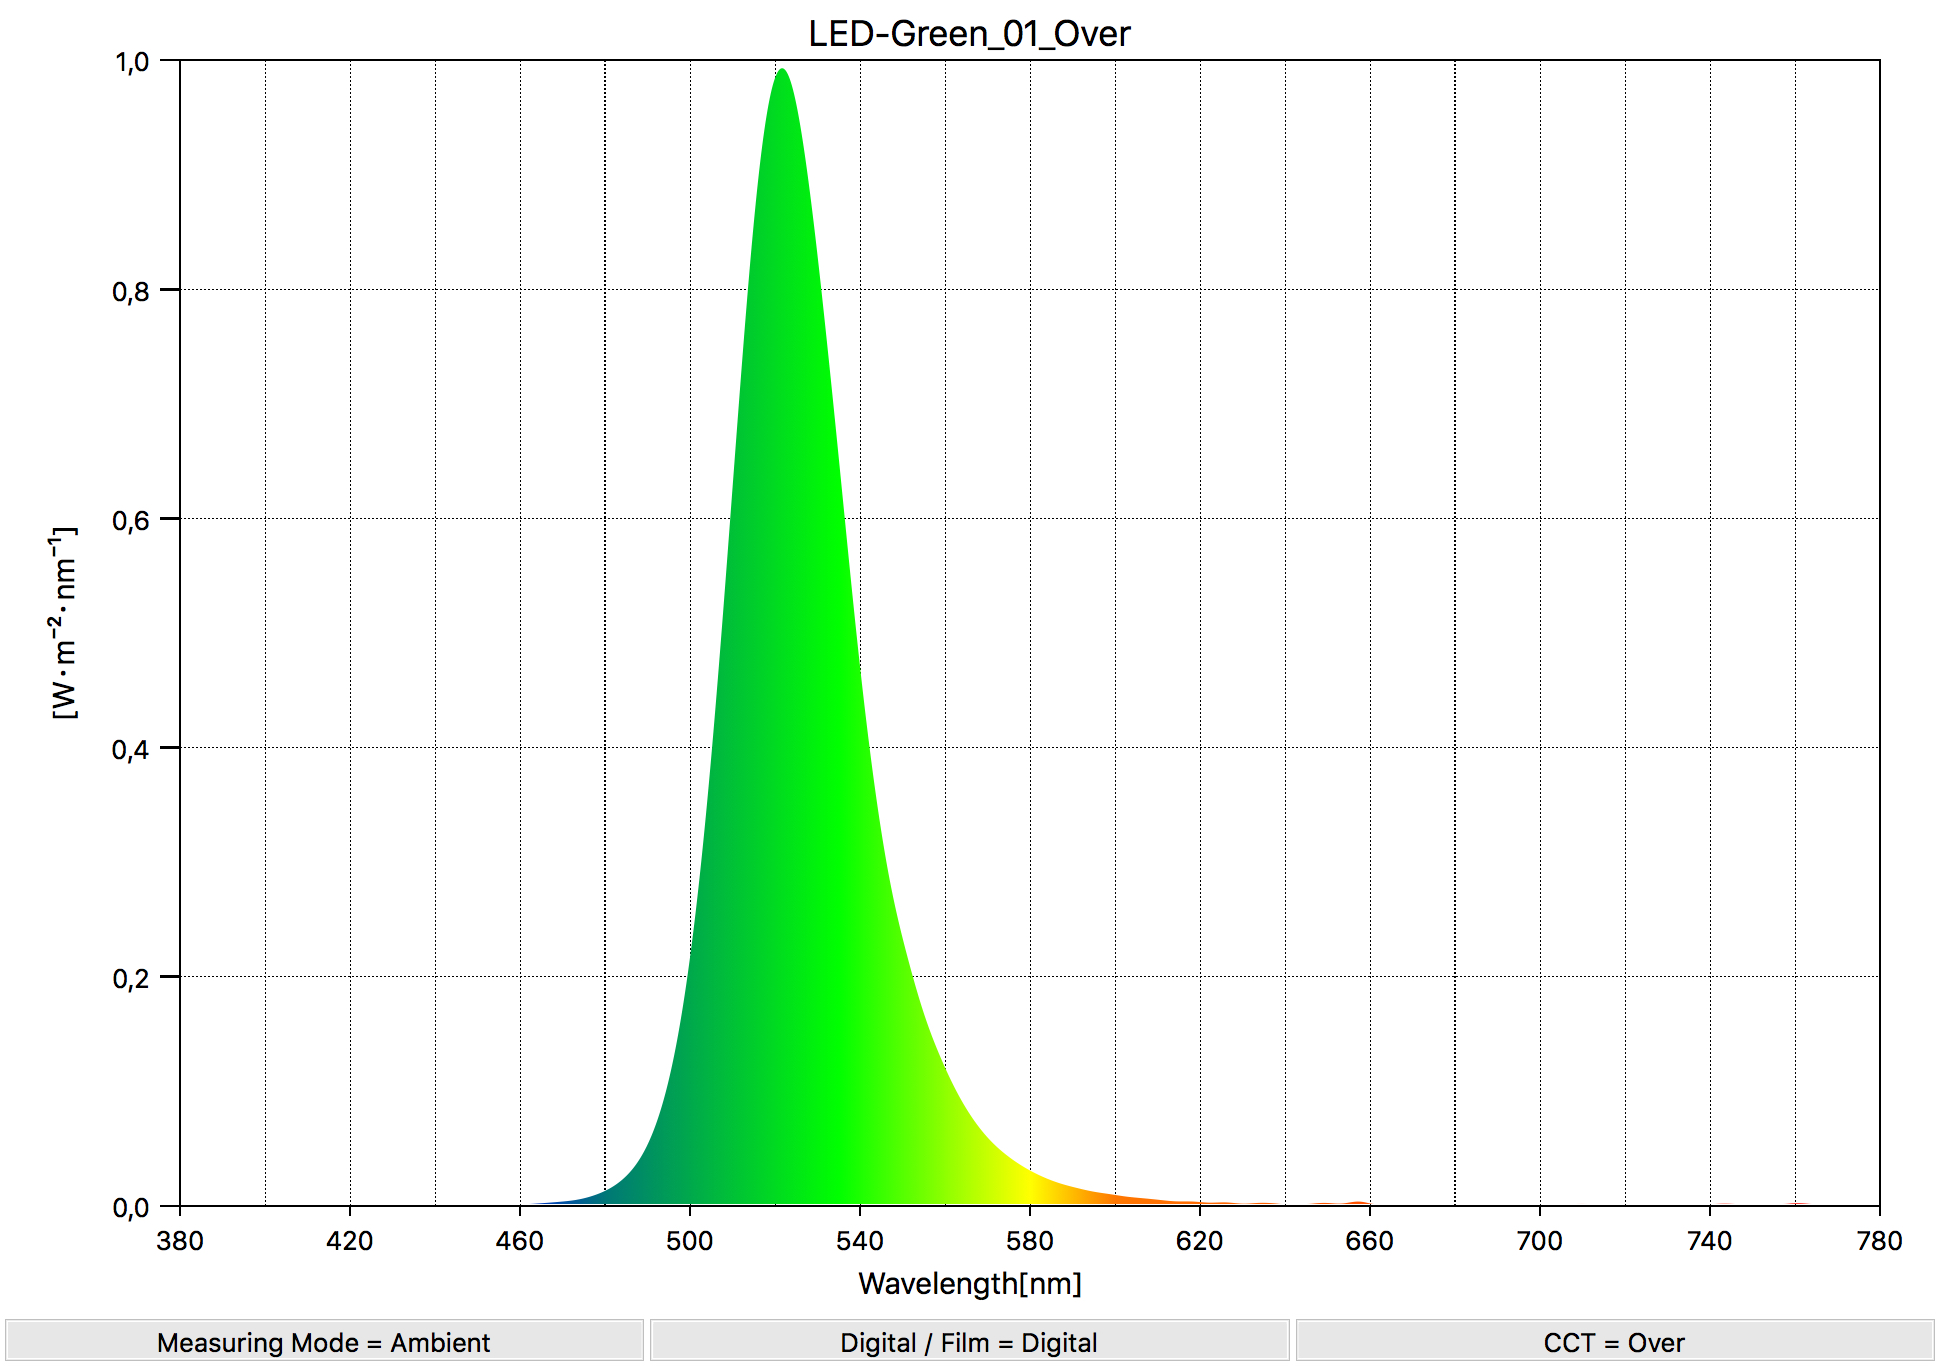 LED-Green_01_Over
1,0
0,8
0,6
0,4
0,2
0,0
[W·m⁻²·nm⁻¹]
380 420 460 500 540 580 620 660 700 740 780
Wavelength[nm]
Measuring Mode = Ambient
Digital / Film = Digital
CCT = Over